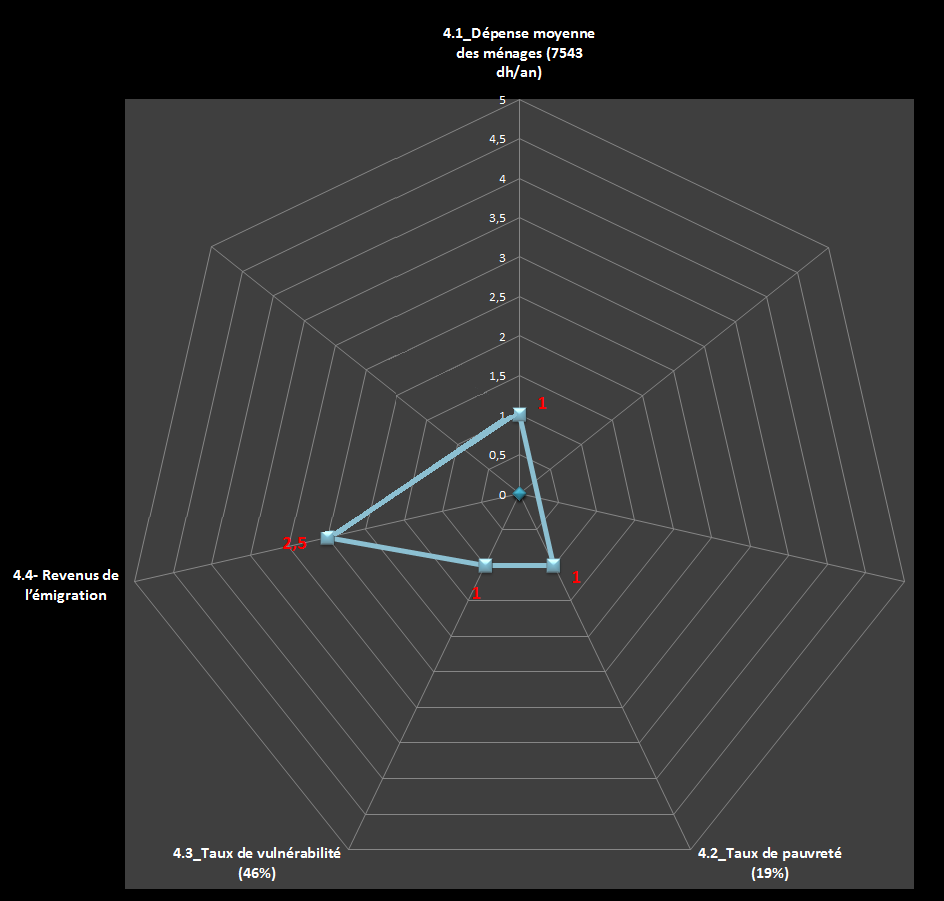 4.1_Dépense moyenne
des ménages (7543
dh/an)
5
4,5
4
3,5
3
2,5
2
1,5
1
1
0,5
0
2,5
1
1
4.4- Revenus de
l’émigration
4.3_Taux de vulnérabilité
(46%)
4.2_Taux de pauvreté
(19%)